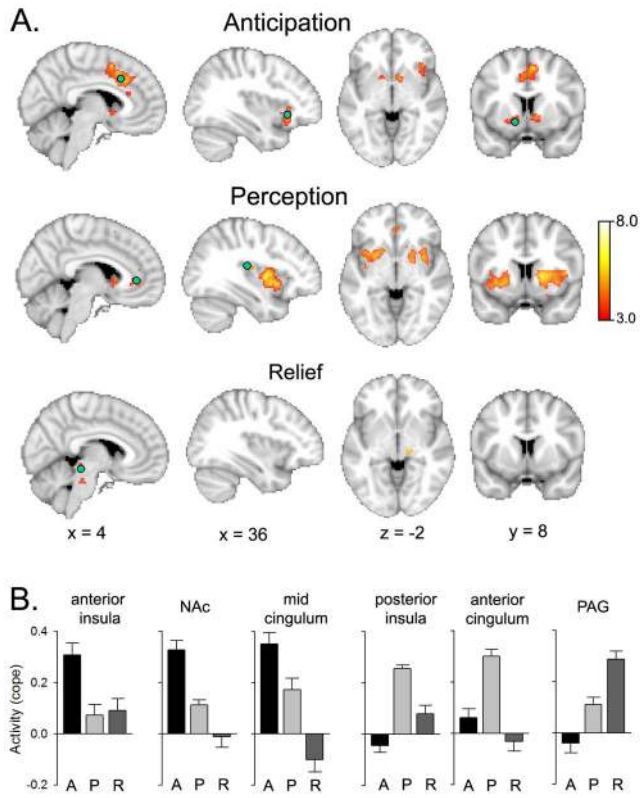 A.
Anticipation
Perception
8.0
3.0
Relief
x = 4 x = 36 z = -2 y = 8
B.
anterior insula NAc mid cingulum posterior insula anterior cingulum PAG
Activity (cope)
0.4
0.2
0.0
-0.2
A P R A P R A P R A P R A P R A P R